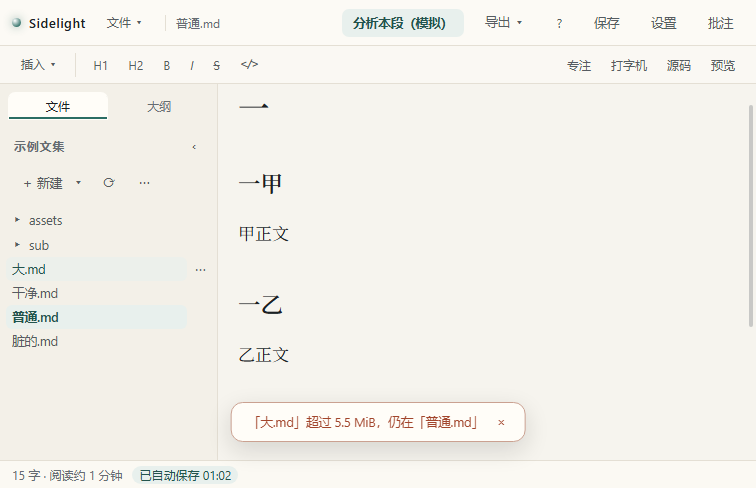 Sidelight 文件 普通.md 分析本段（模拟） 导出 ? 保存 设置 批注
插入 H1 H2 B I S </> 专注 打字机 源码 预览
文件 大纲
示例文集 ‹
+ 新建 ⟳ ···
assets
sub
大.md ···
干净.md
普通.md
脏的.md
一
一甲
甲正文
一乙
乙正文
「大.md」超过 5.5 MiB，仍在「普通.md」 ×
15 字 · 阅读约 1 分钟 已自动保存 01:02